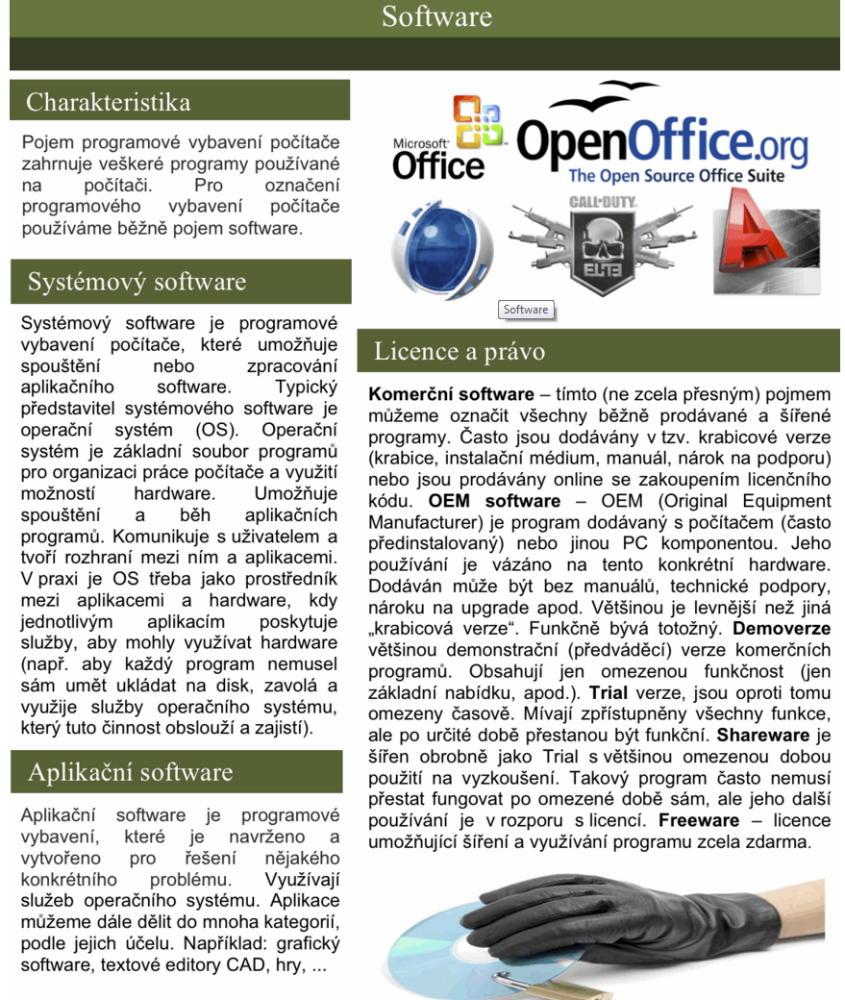 Software
Charakteristika
Pojem programové vybavení počítače
zahrnuje veškeré programy používané
na počítači. Pro označení
programového vybavení počítače
používáme běžně pojem software.
Systémový software
Systémový software je programové
vybavení počítače, které umožňuje
spouštění nebo zpracování
aplikačního software. Typický
představitel systémového software je
operační systém (OS). Operační
systém je základní soubor programů
pro organizaci práce počítače a využití
možností hardware. Umožňuje
spouštění a běh aplikačních
programů. Komunikuje s uživatelem a
tvoří rozhraní mezi ním a aplikacemi.
V praxi je OS třeba jako prostředník
mezi aplikacemi a hardware, kdy
jednotlivým aplikacím poskytuje
služby, aby mohly využívat hardware
(např. aby každý program nemusel
sám umět ukládat na disk, zavolá a
využije služby operačního systému,
který tuto činnost obslouží a zajistí).
Aplikační software
Aplikační software je programové
vybavení, které je navrženo a
vytvořeno pro řešení nějakého
konkrétního problému. Využívají
služeb operačního systému. Aplikace
můžeme dále dělit do mnoha kategorií,
podle jejich účelu. Například: grafický
software, textové editory CAD, hry, ...
Microsoft®
Office
OpenOffice.org
The Open Source Office Suite
CALL OF DUTY
ELITE
Software
Licence a právo
Komerční software – tímto (ne zcela přesným) pojmem
můžeme označit všechny běžně prodávané a šířené
programy. Často jsou dodávány v tzv. krabicové verze
(krabice, instalační médium, manuál, nárok na podporu)
nebo jsou prodávány online se zakoupením licenčního
kódu. OEM software – OEM (Original Equipment
Manufacturer) je program dodávaný s počítačem (často
předinstalovaný) nebo jinou PC komponentou. Jeho
používání je vázáno na tento konkrétní hardware.
Dodáván může být bez manuálů, technické podpory,
nároku na upgrade apod. Většinou je levnější než jiná
„krabicová verze“. Funkčně bývá totožný. Demoverze
většinou demonstrační (předváděcí) verze komerčních
programů. Obsahují jen omezenou funkčnost (jen
základní nabídku, apod.). Trial verze, jsou oproti tomu
omezeny časově. Mívají zpřístupněny všechny funkce,
ale po určité době přestanou být funkční. Shareware je
šířen obrobně jako Trial s většinou omezenou dobou
použití na vyzkoušení. Takový program často nemusí
přestat fungovat po omezené době sám, ale jeho další
používání je v rozporu s licencí. Freeware – licence
umožňující šíření a využívání programu zcela zdarma.